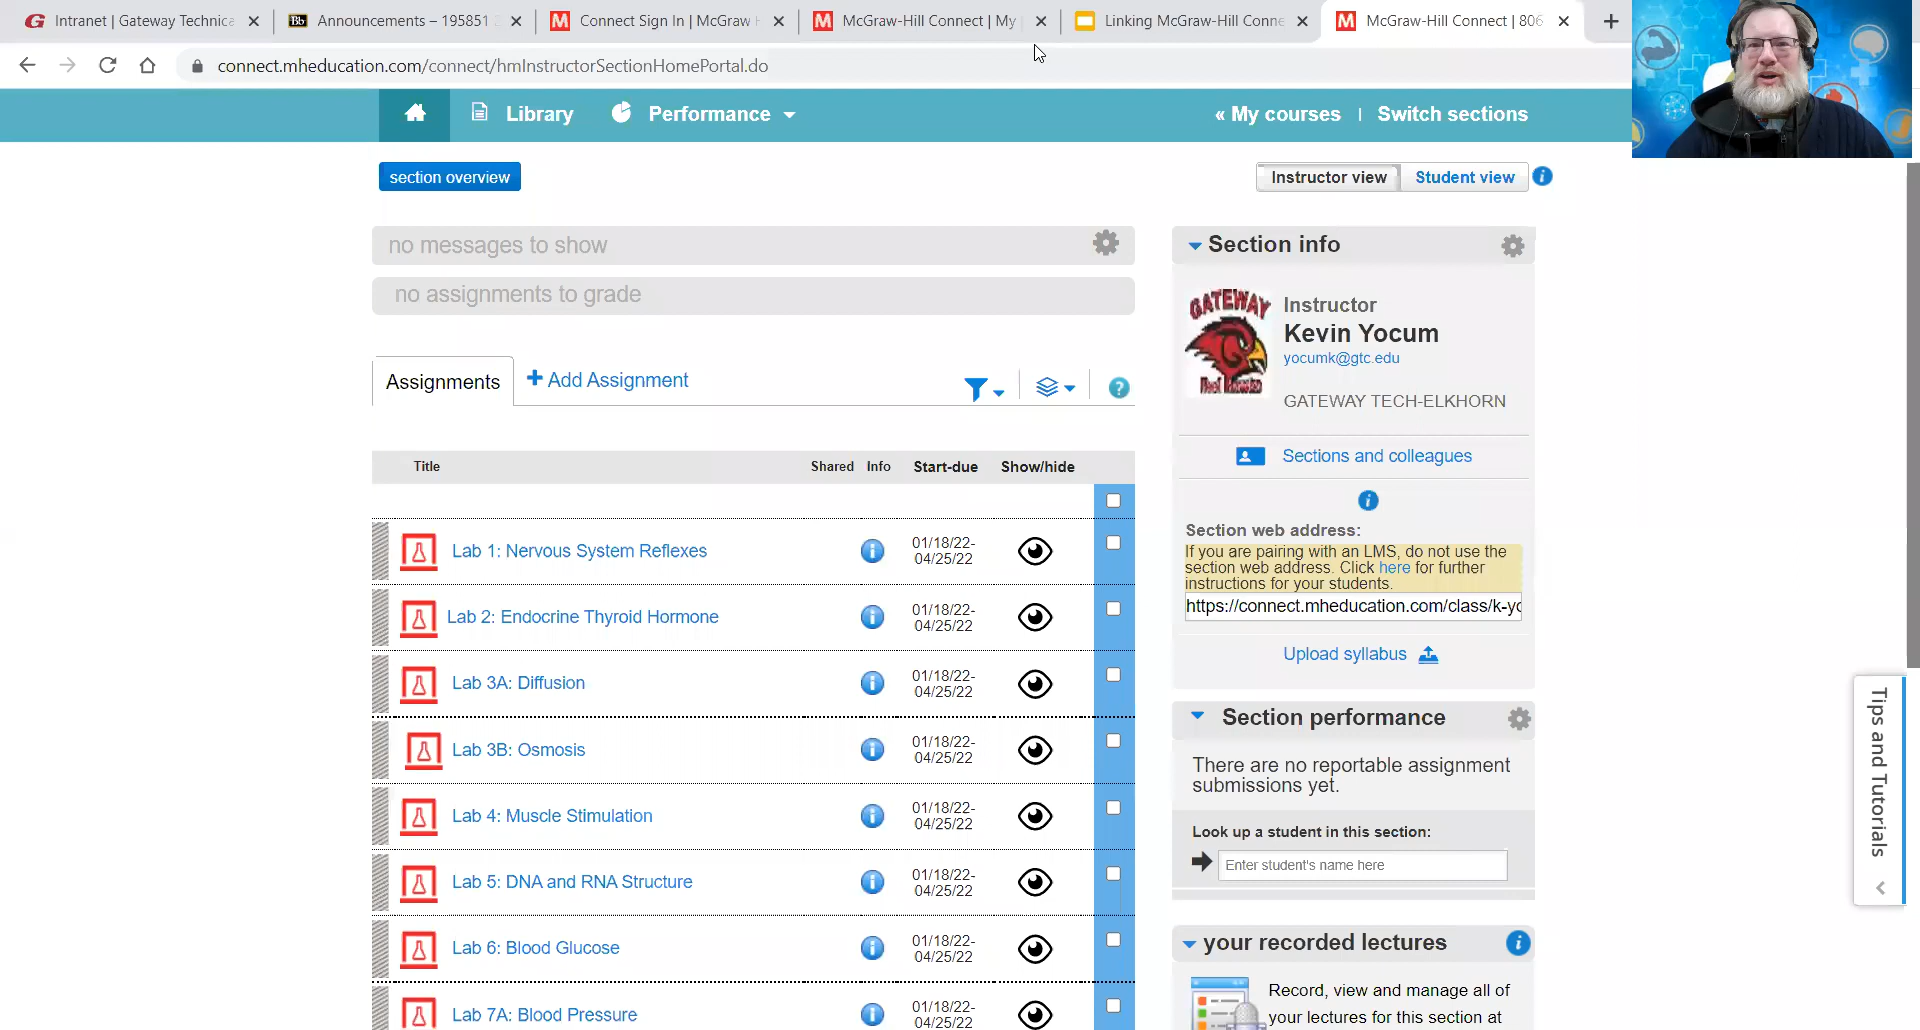 Intranet | Gateway Technica
Announcements – 195851
Connect Sign In | McGraw
McGraw-Hill Connect | My
Linking McGraw-Hill Conne
McGraw-Hill Connect | 806
connect.mheducation.com/connect/hmInstructorSectionHomePortal.do
Library
Performance
« My courses | Switch sections
section overview
Instructor view
Student view
no messages to show
no assignments to grade
Assignments
+ Add Assignment
Title
Shared
Info
Start-due
Show/hide
Lab 1: Nervous System Reflexes
01/18/22-
04/25/22
Lab 2: Endocrine Thyroid Hormone
01/18/22-
04/25/22
Lab 3A: Diffusion
01/18/22-
04/25/22
Lab 3B: Osmosis
01/18/22-
04/25/22
Lab 4: Muscle Stimulation
01/18/22-
04/25/22
Lab 5: DNA and RNA Structure
01/18/22-
04/25/22
Lab 6: Blood Glucose
01/18/22-
04/25/22
Lab 7A: Blood Pressure
01/18/22-
04/25/22
Section info
GATEWAY
Instructor
Kevin Yocum
yocumk@gtc.edu
GATEWAY TECH-ELKHORN
Sections and colleagues
Section web address:
If you are pairing with an LMS, do not use the
section web address. Click here for further
instructions for your students.
https://connect.mheducation.com/class/k-yo
Upload syllabus
Section performance
There are no reportable assignment
submissions yet.
Look up a student in this section:
Enter student's name here
your recorded lectures
Record, view and manage all of
your lectures for this section at
Tips and Tutorials